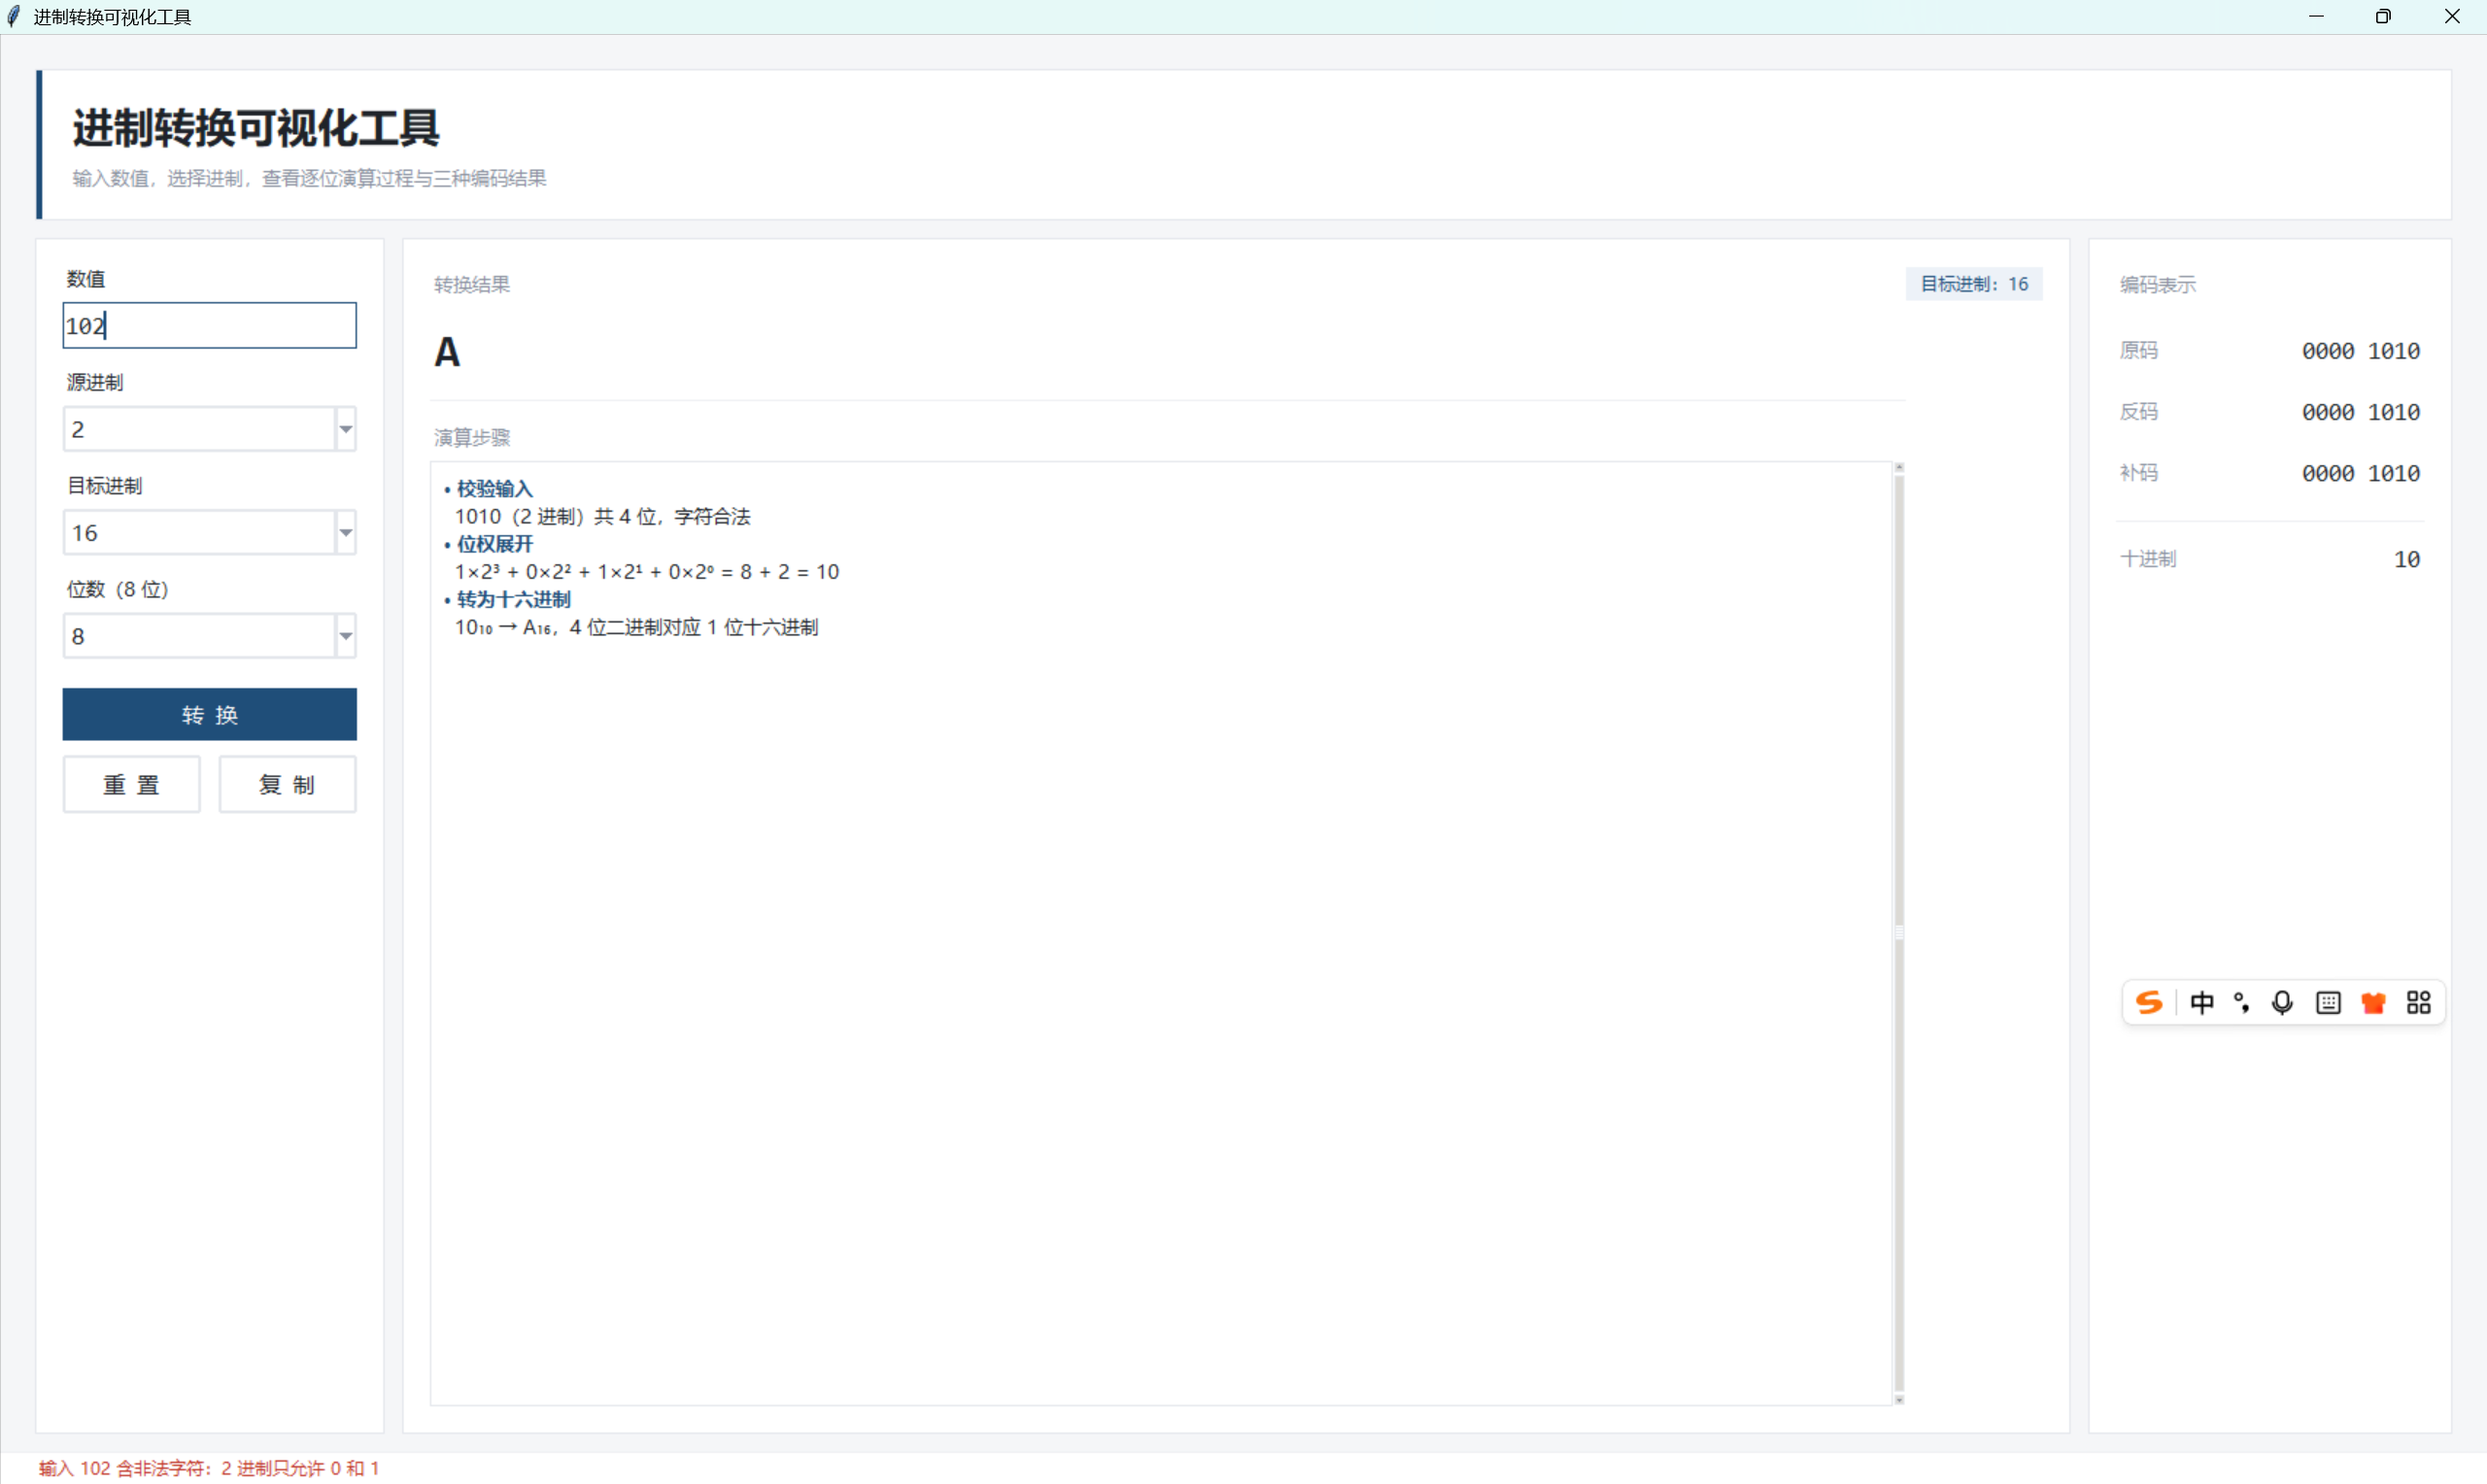 进制转换可视化工具
进制转换可视化工具
输入数值，选择进制，查看逐位演算过程与三种编码结果
数值
102
源进制
2
目标进制
16
位数（8 位）
8
转 换
重 置 复 制
转换结果 目标进制：16
A
演算步骤
• 校验输入
1010（2 进制）共 4 位，字符合法
• 位权展开
1×2³ + 0×2² + 1×2¹ + 0×2⁰ = 8 + 2 = 10
• 转为十六进制
10₁₀ → A₁₆，4 位二进制对应 1 位十六进制
编码表示
原码 0000 1010
反码 0000 1010
补码 0000 1010
十进制 10
中
输入 102 含非法字符：2 进制只允许 0 和 1